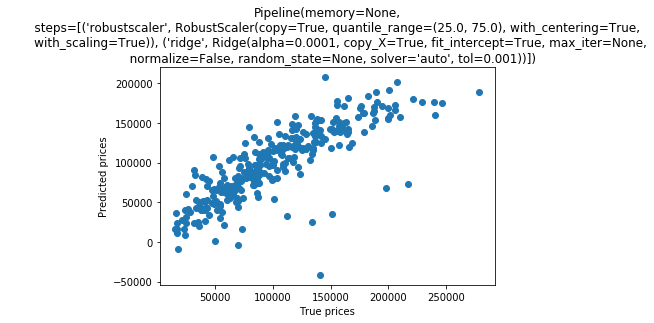 Pipeline(memory=None,
steps=[('robustscaler', RobustScaler(copy=True, quantile_range=(25.0, 75.0), with_centering=True,
with_scaling=True)), ('ridge', Ridge(alpha=0.0001, copy_X=True, fit_intercept=True, max_iter=None,
normalize=False, random_state=None, solver='auto', tol=0.001))])
200000
150000
100000
50000
0
−50000
Predicted prices
50000 100000 150000 200000 250000
True prices